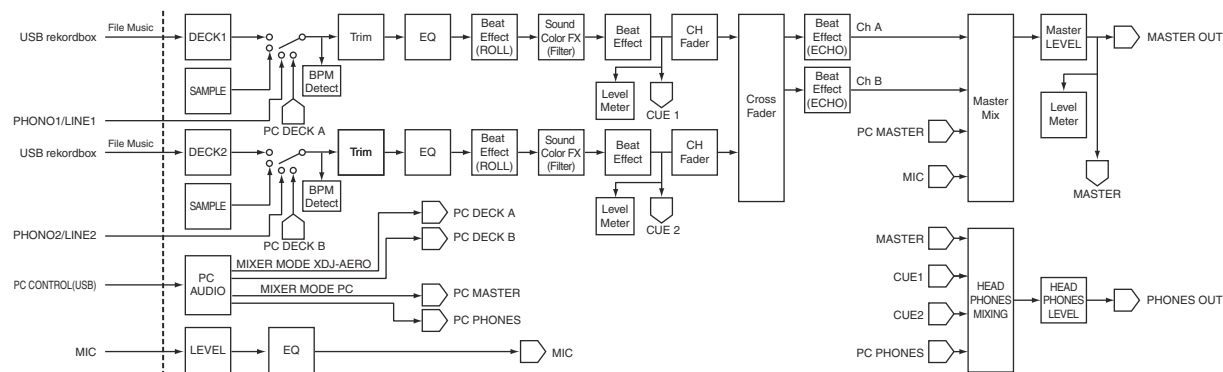 USB rekordbox
File Music
DECK1
SAMPLE
PHONO1/LINE1
PC DECK A
BPM
Detect
Trim
EQ
Beat
Effect
(ROLL)
Sound
Color FX
(Filter)
Beat
Effect
Level
Meter
CUE 1
CH
Fader
Cross
Fader
Beat
Effect
(ECHO)
Ch A
Beat
Effect
(ECHO)
Ch B
PC MASTER
MIC
Master
Mix
Master
LEVEL
Level
Meter
MASTER OUT
MASTER
USB rekordbox
File Music
DECK2
SAMPLE
PHONO2/LINE2
PC DECK B
BPM
Detect
Trim
EQ
Beat
Effect
(ROLL)
Sound
Color FX
(Filter)
Beat
Effect
Level
Meter
CUE 2
CH
Fader
PC CONTROL(USB)
PC
AUDIO
MIXER MODE XDJ-AERO
MIXER MODE PC
PC DECK A
PC DECK B
PC MASTER
PC PHONES
MIC
LEVEL
EQ
MIC
MASTER
CUE1
CUE2
PC PHONES
HEAD
PHONES
MIXING
HEAD
PHONES
LEVEL
PHONES OUT